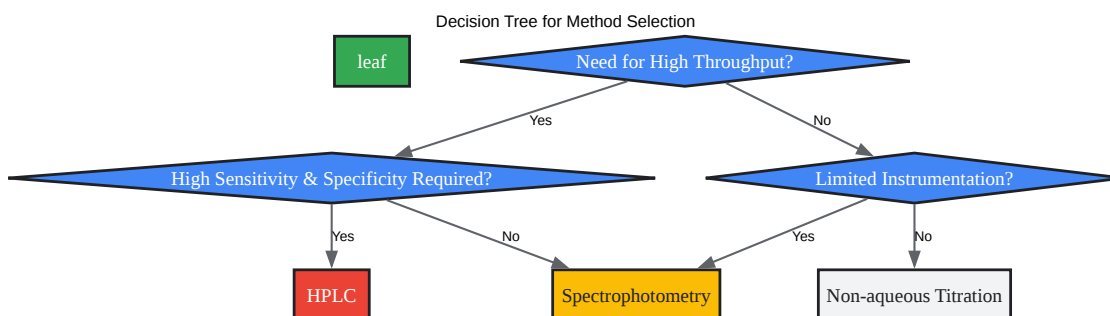 Decision Tree for Method Selection
leaf
Need for High Throughput?
Yes
No
High Sensitivity & Specificity Required?
Limited Instrumentation?
Yes
No
Yes
No
HPLC
Spectrophotometry
Non-aqueous Titration